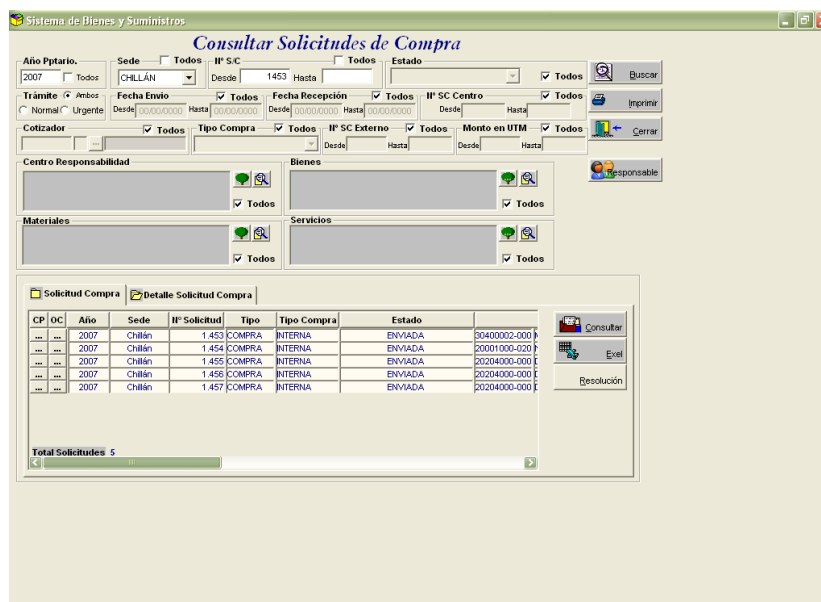 Sistema de Bienes y Suministros
Consultar Solicitudes de Compra
Año Pptario. Sede Todos Nº S/C Todos Estado
2007 Todos CHILLÁN Desde 1453 Hasta Todos Buscar
Trámite Ambos Fecha Envio Todos Fecha Recepción Todos Nº SC Centro Todos Imprimir
Normal Urgente Desde 00/00/0000 Hasta 00/00/0000 Desde 00/00/0000 Hasta 00/00/0000 Desde Hasta
Cotizador Todos Tipo Compra Todos Nº SC Externo Todos Monto en UTM Todos Cerrar
... Desde Hasta Desde Hasta
Centro Responsabilidad Bienes Responsable
Todos Todos
Materiales Servicios
Todos Todos
Solicitud Compra Detalle Solicitud Compra
CP OC Año Sede Nº Solicitud Tipo Tipo Compra Estado Consultar
... ... 2007 Chillán 1.453 COMPRA INTERNA ENVIADA 30400002-000
... ... 2007 Chillán 1.454 COMPRA INTERNA ENVIADA 20001000-020
... ... 2007 Chillán 1.455 COMPRA INTERNA ENVIADA 20204000-000 Exel
... ... 2007 Chillán 1.456 COMPRA INTERNA ENVIADA 20204000-000
... ... 2007 Chillán 1.457 COMPRA INTERNA ENVIADA 20204000-000 Resolución
Total Solicitudes 5